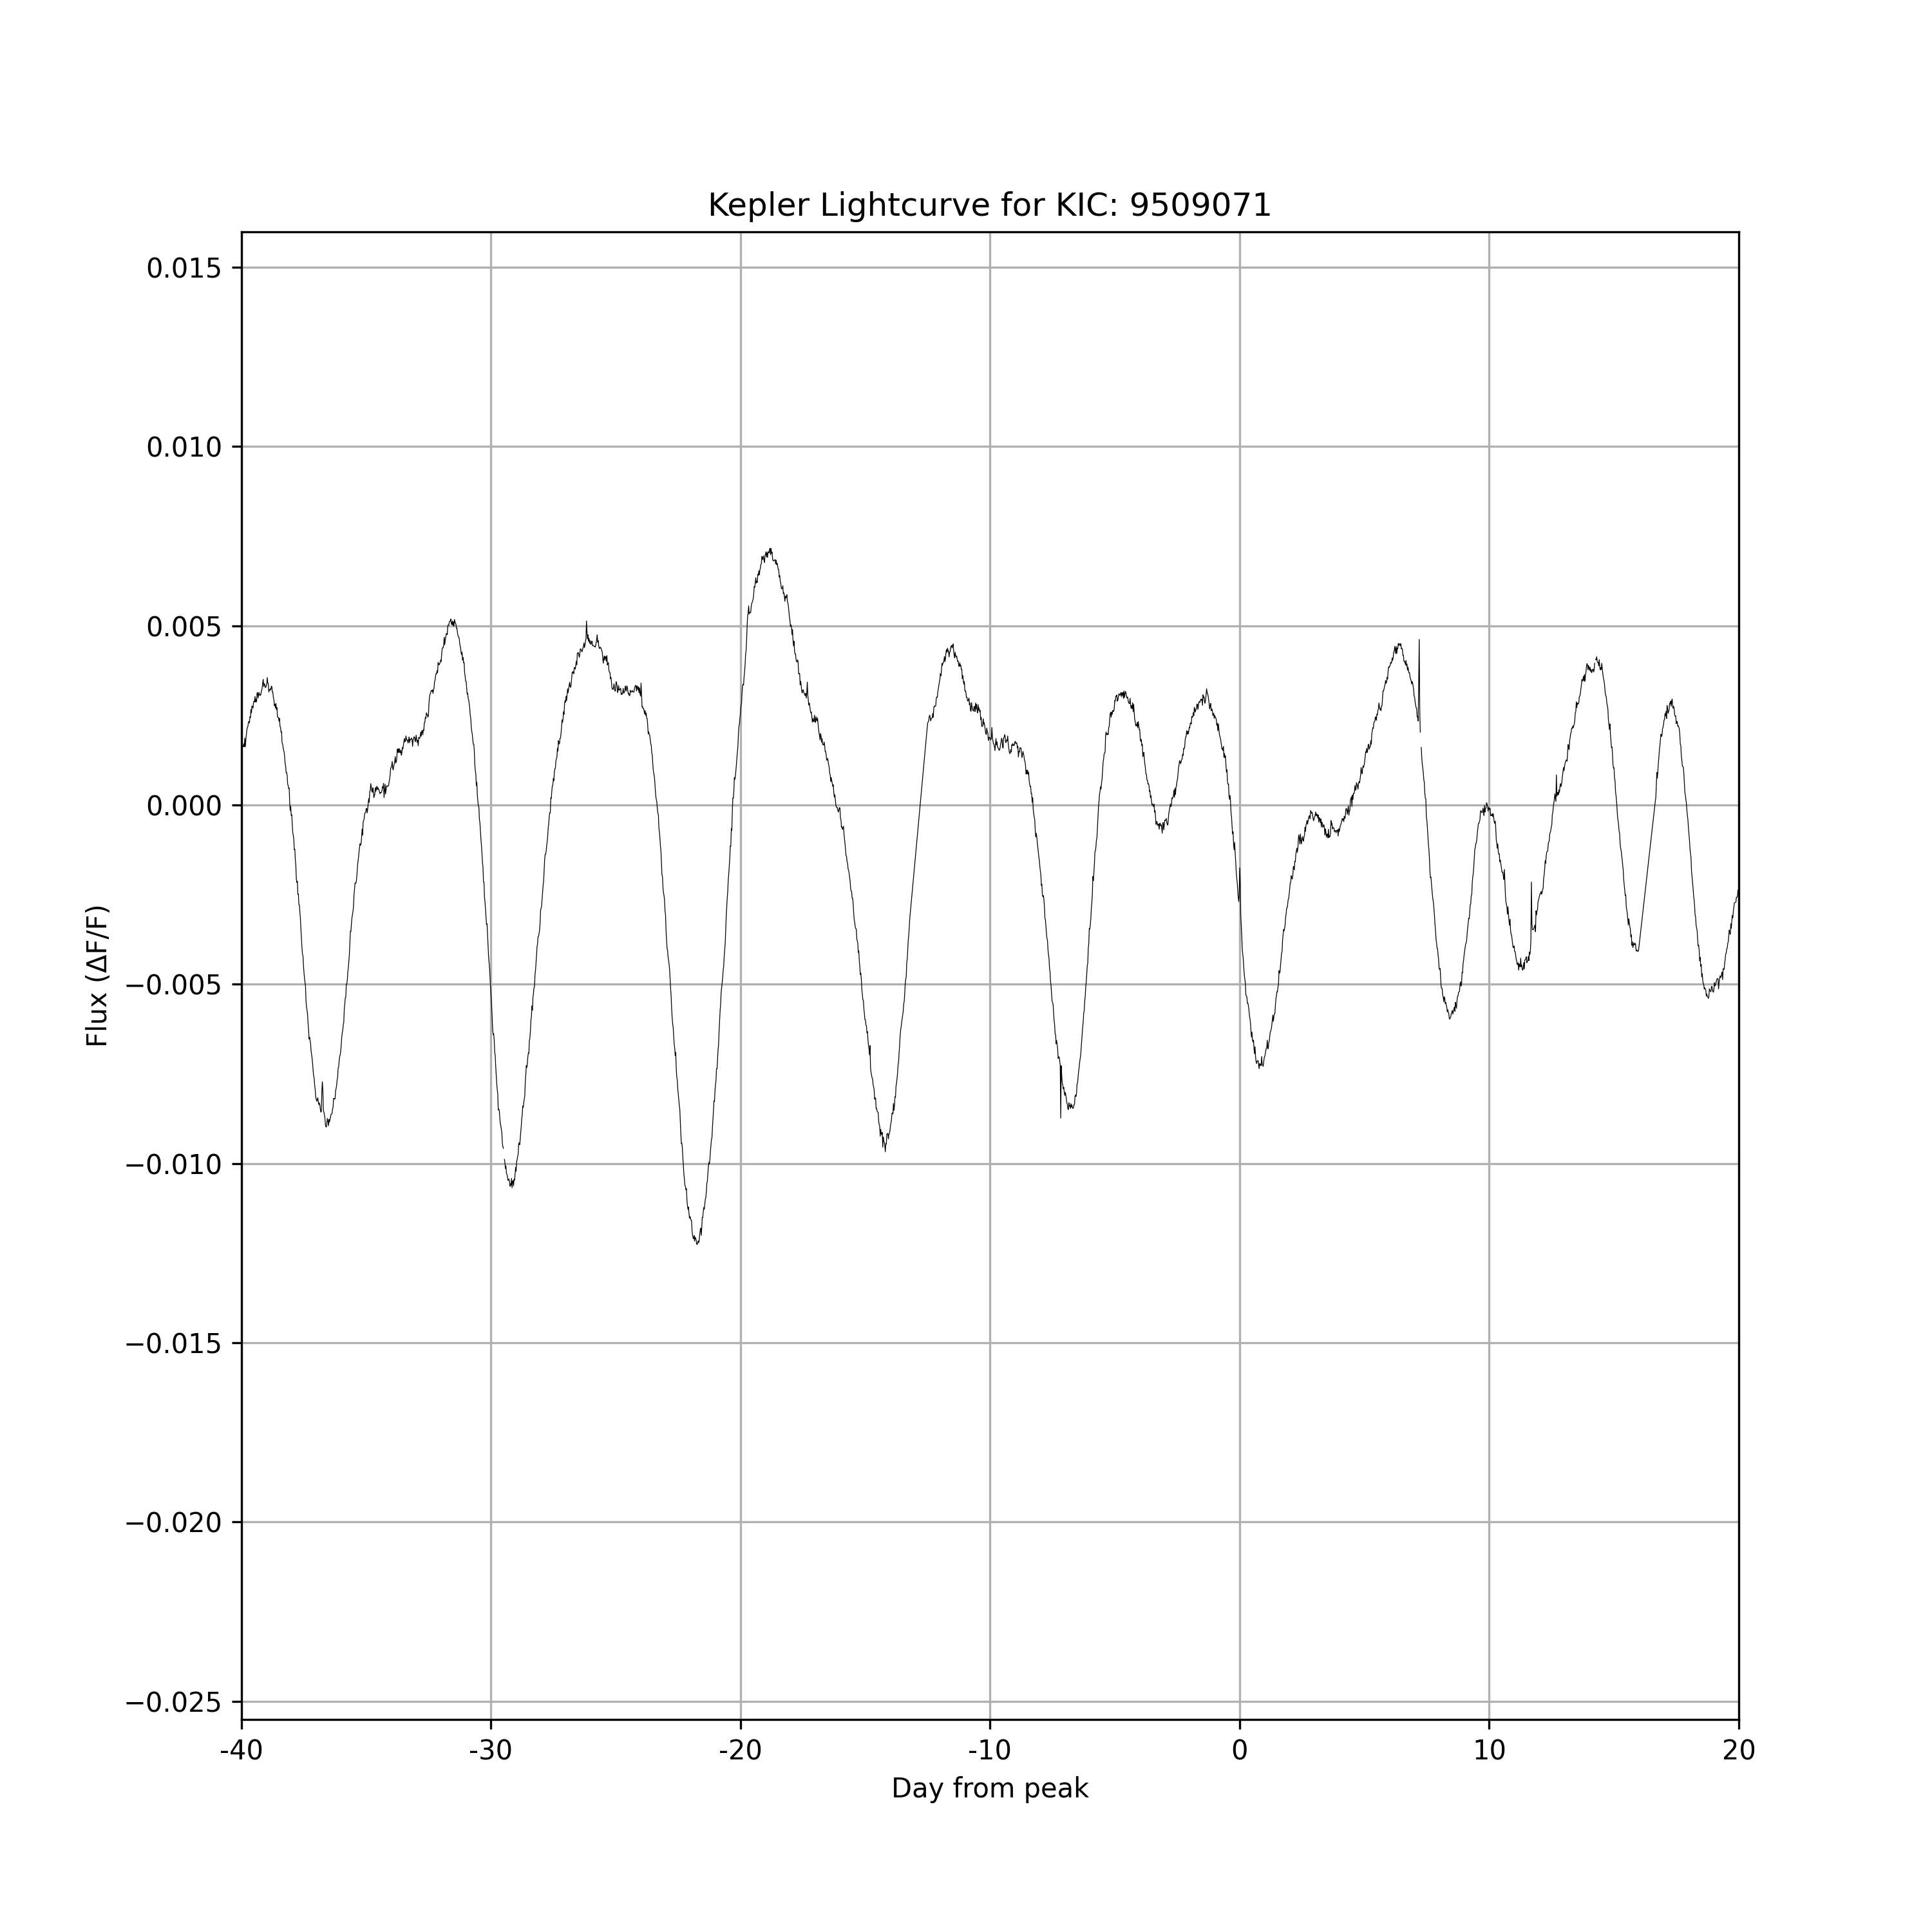 Kepler Lightcurve for KIC: 9509071
0.015
0.010
0.005
0.000
−0.005
−0.010
−0.015
−0.020
−0.025
Flux (ΔF/F)
-40 -30 -20 -10 0 10 20
Day from peak